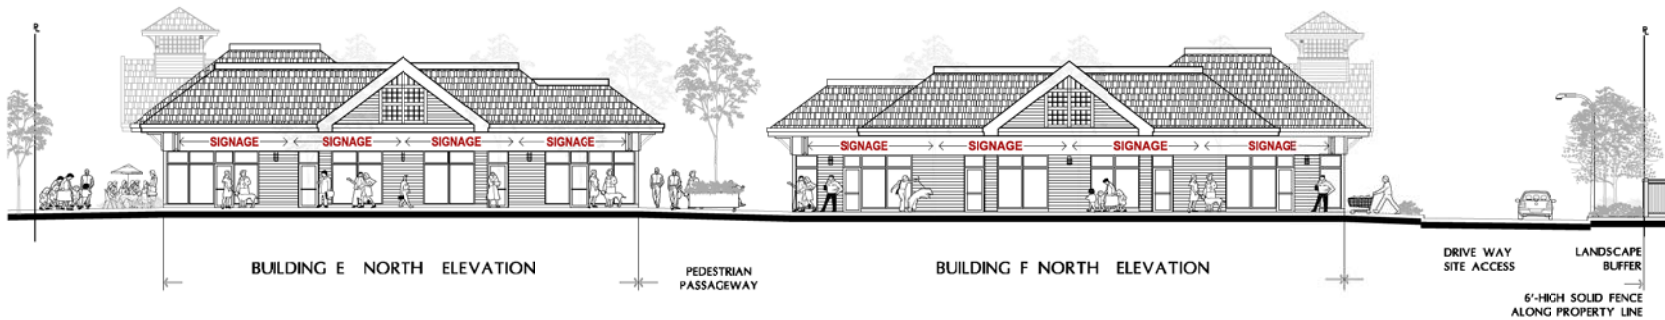 ℄
℄
SIGNAGE SIGNAGE SIGNAGE SIGNAGE
SIGNAGE SIGNAGE SIGNAGE SIGNAGE
BUILDING E NORTH ELEVATION
PEDESTRIAN
PASSAGEWAY
BUILDING F NORTH ELEVATION
DRIVE WAY
SITE ACCESS
LANDSCAPE
BUFFER
6'-HIGH SOLID FENCE
ALONG PROPERTY LINE